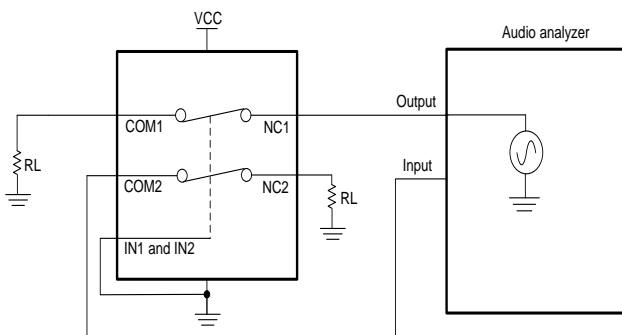 VCC
Audio analyzer
Output
COM1
NC1
RL
Input
COM2
NC2
RL
IN1 and IN2